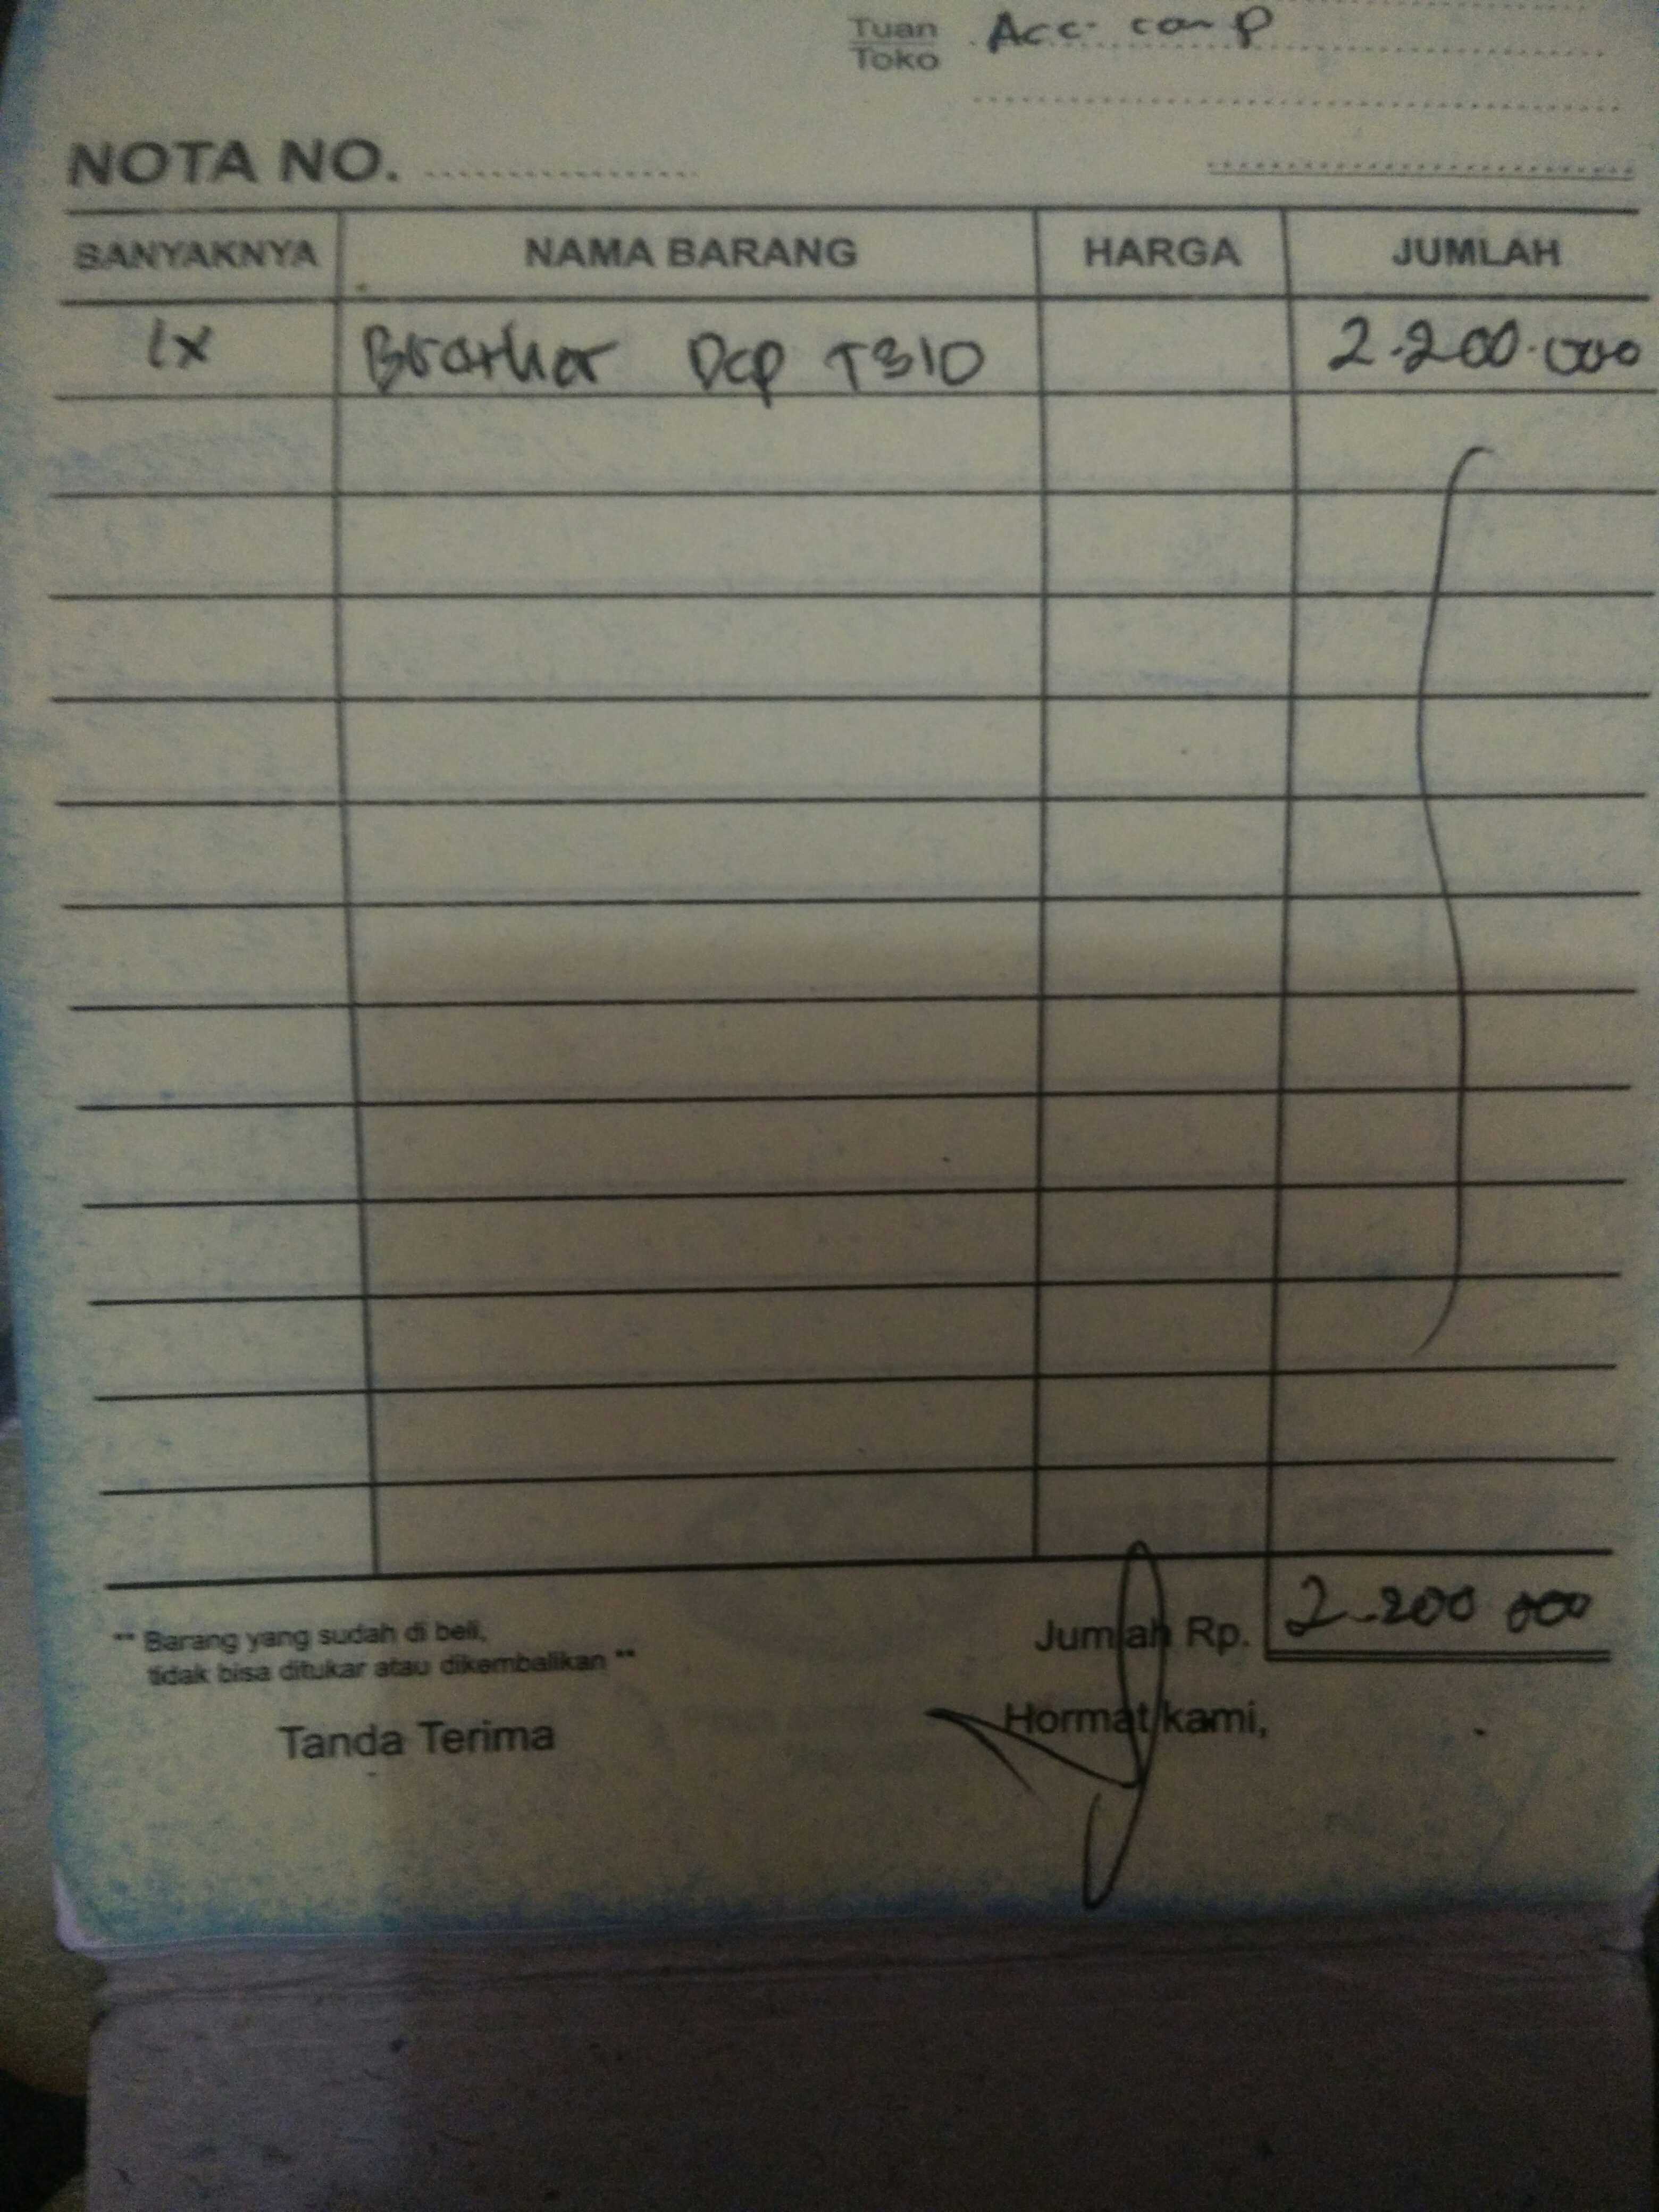 Tuan
Toko Acc. comp
NOTA NO.
BANYAKNYA NAMA BARANG HARGA JUMLAH
1x Brother Dcp T310 2.200.000
** Barang yang sudah di beli,
tidak bisa ditukar atau dikembalikan **
Jumlah Rp. 2.200 000
Tanda Terima Hormat kami,